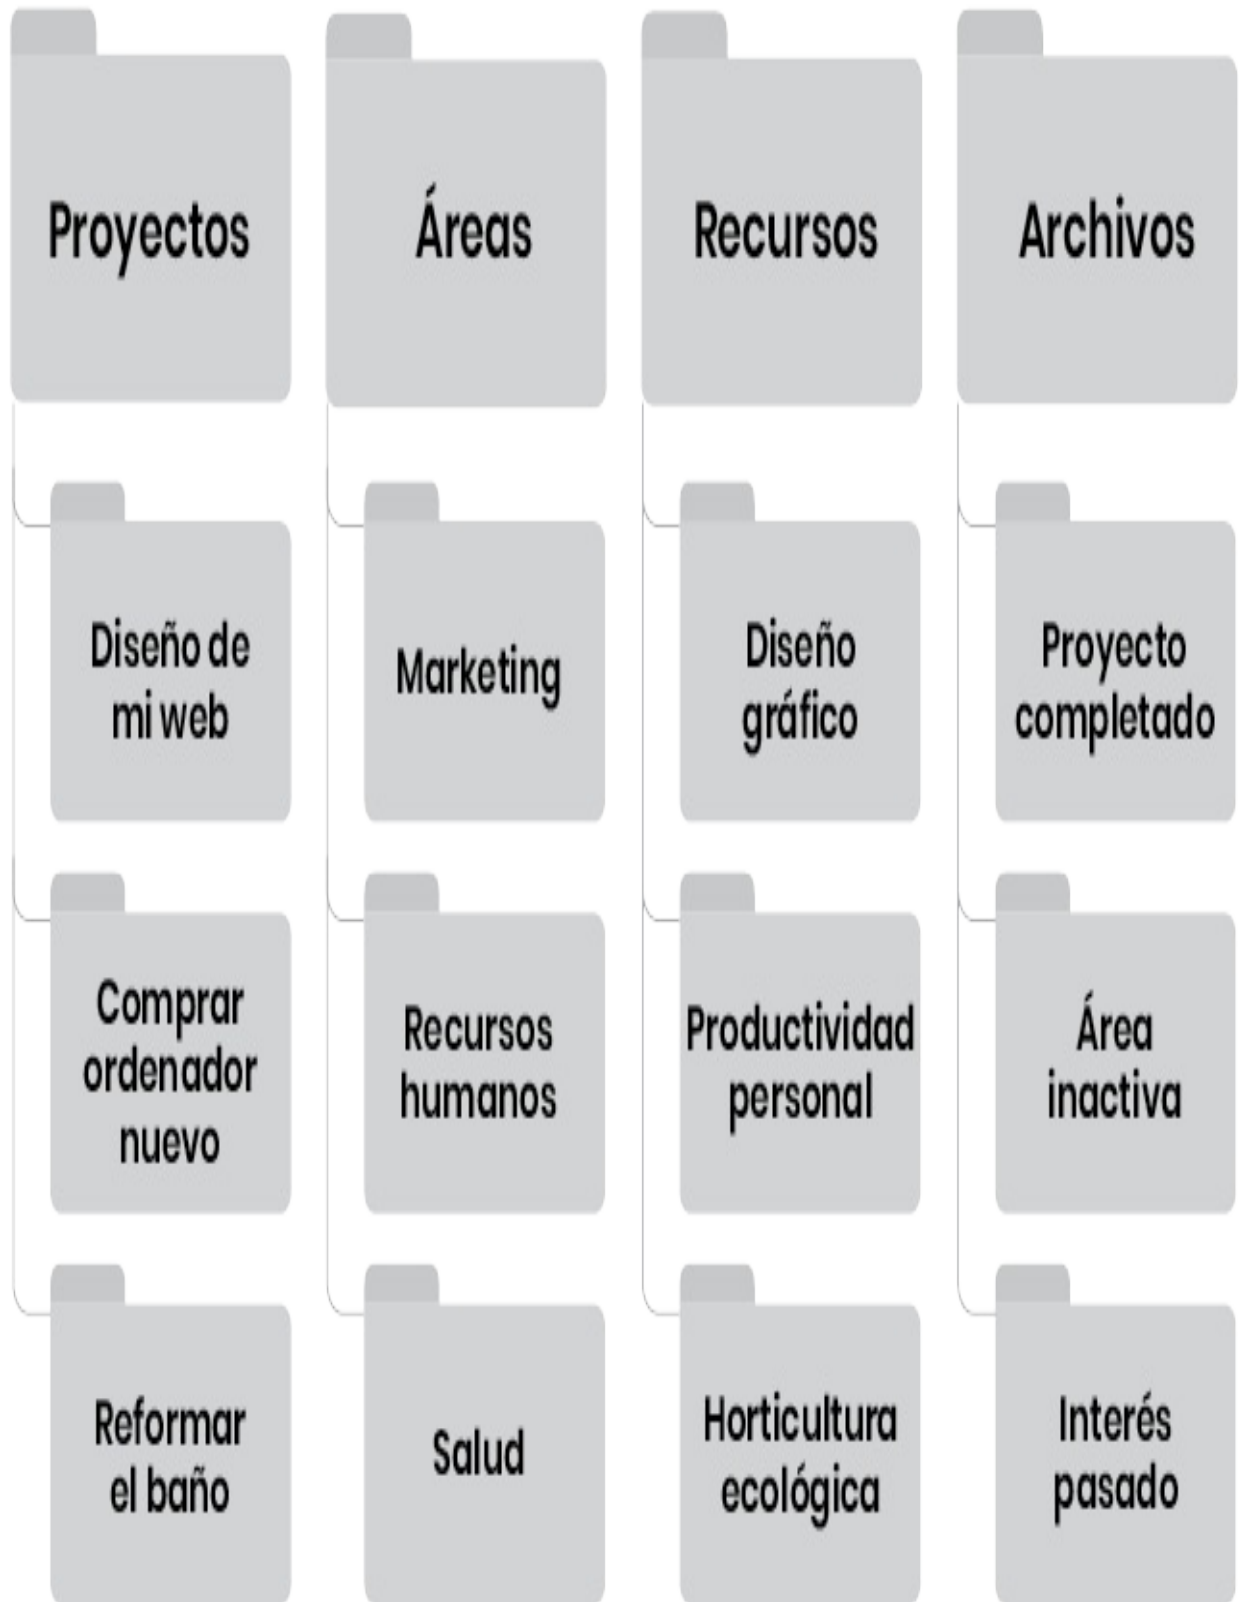 Proyectos
Áreas
Recursos
Archivos
Diseño de
mi web
Marketing
Diseño
gráfico
Proyecto
completado
Comprar
ordenador
nuevo
Recursos
humanos
Productividad
personal
Área
inactiva
Reformar
el baño
Salud
Horticultura
ecológica
Interés
pasado